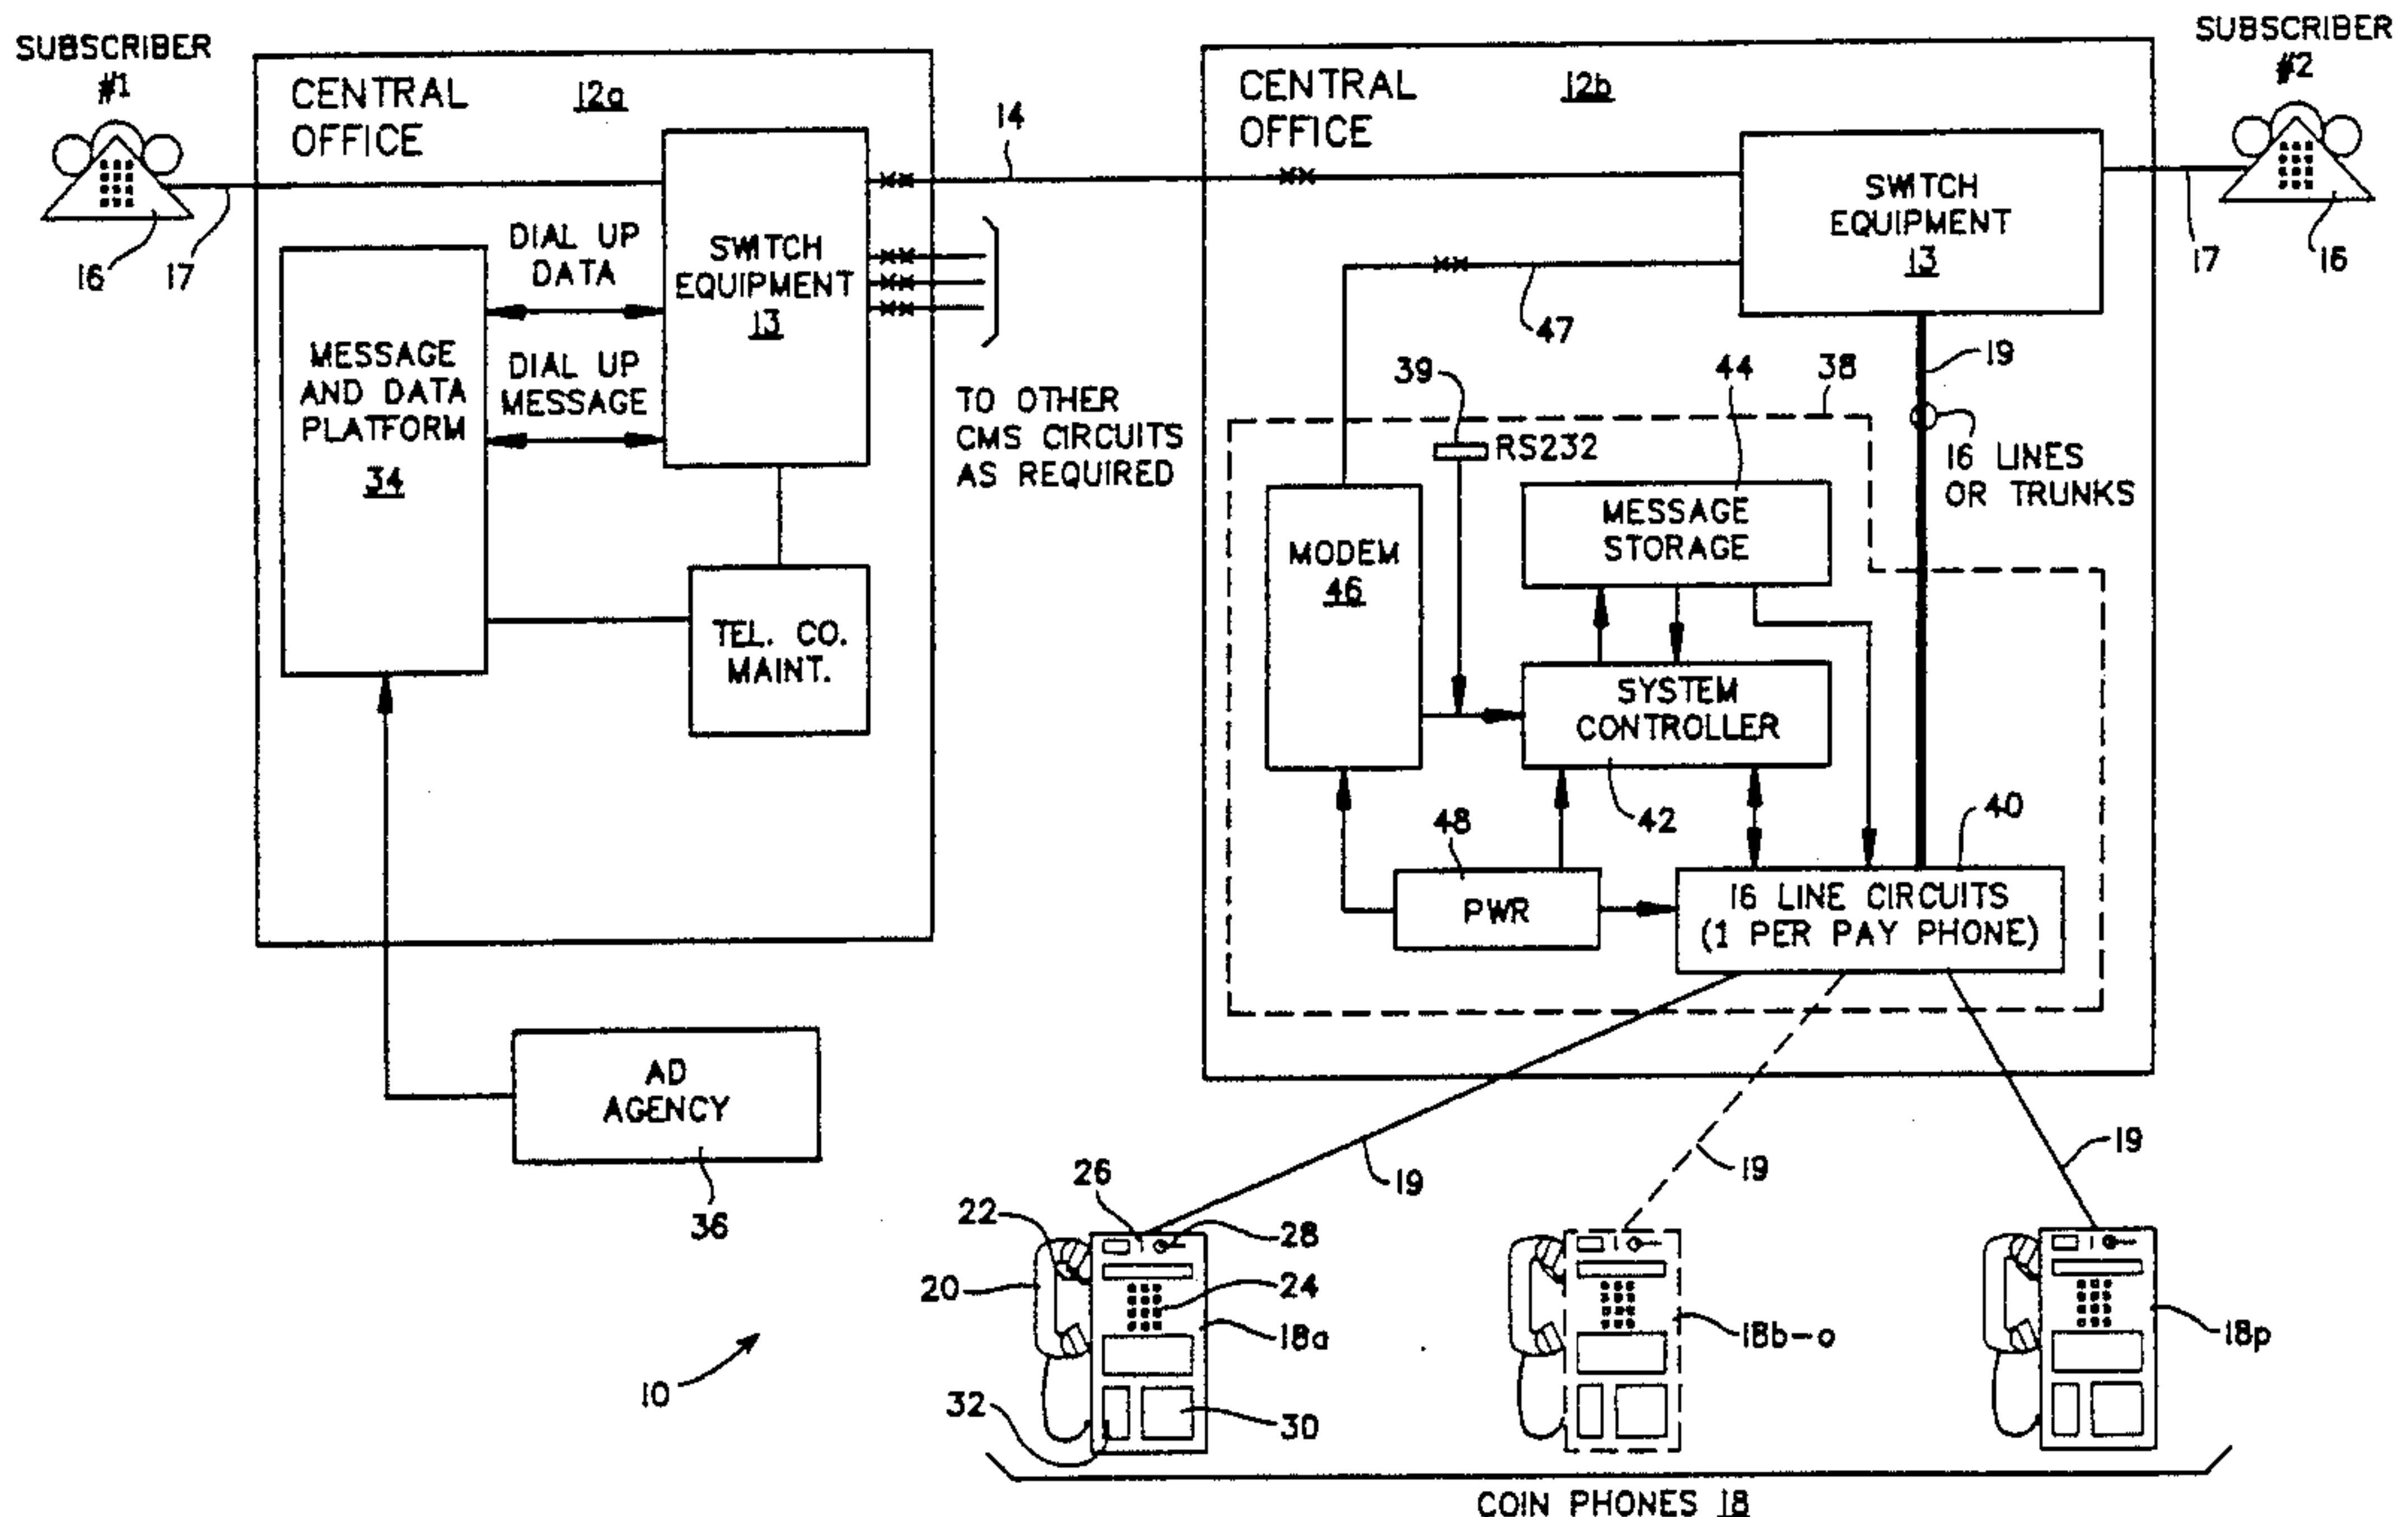 SUBSCRIBER
#1
16
17
CENTRAL
OFFICE
12a
DIAL UP
DATA
DIAL UP
MESSAGE
MESSAGE
AND DATA
PLATFORM
34
SWITCH
EQUIPMENT
13
TEL. CO.
MAINT.
14
TO OTHER
CMS CIRCUITS
AS REQUIRED
AD
AGENCY
36
CENTRAL
OFFICE
12b
SWITCH
EQUIPMENT
13
SUBSCRIBER
#2
17
16
47
19
39
44
38
RS232
16 LINES
OR TRUNKS
MODEM
46
MESSAGE
STORAGE
SYSTEM
CONTROLLER
42
48
40
PWR
16 LINE CIRCUITS
(1 PER PAY PHONE)
19
19
19
26
22
28
20
24
18a
32
30
18b-o
18p
10
COIN PHONES 18